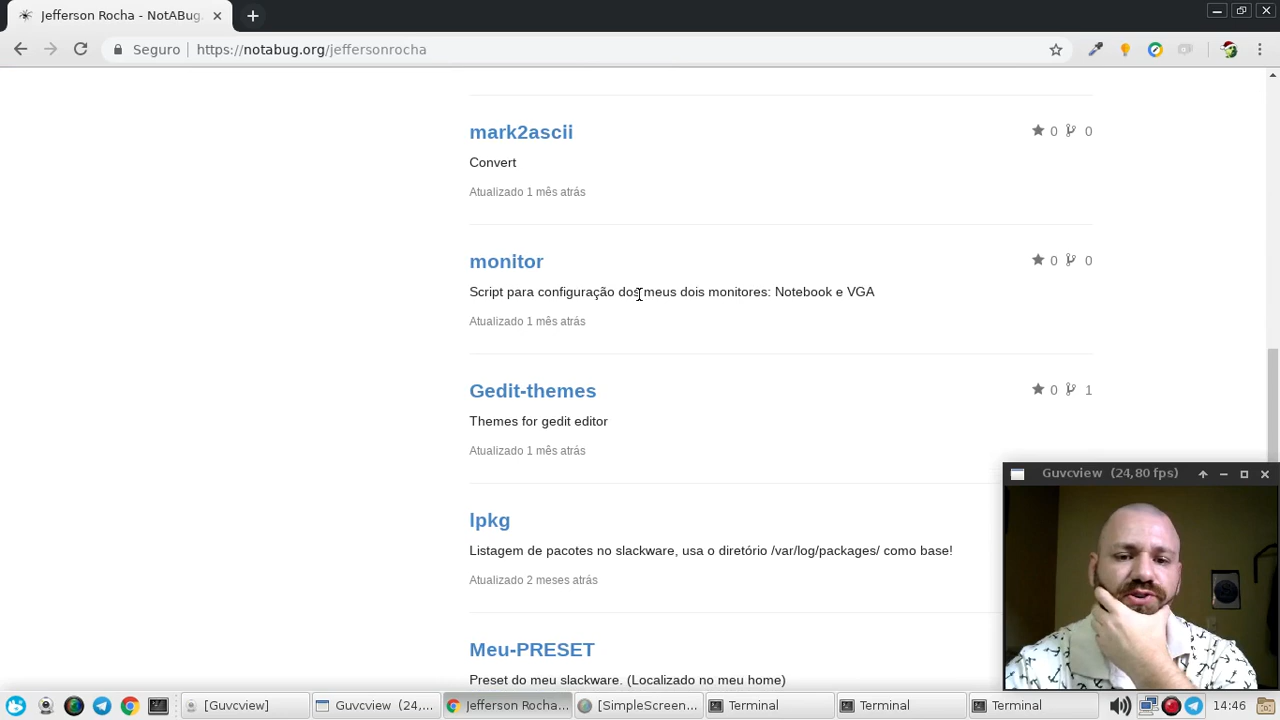 Jefferson Rocha - NotABug.
Seguro
https://notabug.org/jeffersonrocha
mark2ascii
0 0
Convert
Atualizado 1 mês atrás
monitor
0 0
Script para configuração dos meus dois monitores: Notebook e VGA
Atualizado 1 mês atrás
Gedit-themes
0 1
Themes for gedit editor
Atualizado 1 mês atrás
Guvcview (24,80 fps)
lpkg
Listagem de pacotes no slackware, usa o diretório /var/log/packages/ como base!
Atualizado 2 meses atrás
Meu-PRESET
Preset do meu slackware. (Localizado no meu home)
[Guvcview]
Guvcview (24,...
Jefferson Rocha...
[SimpleScreen...
Terminal
Terminal
Terminal
14:46